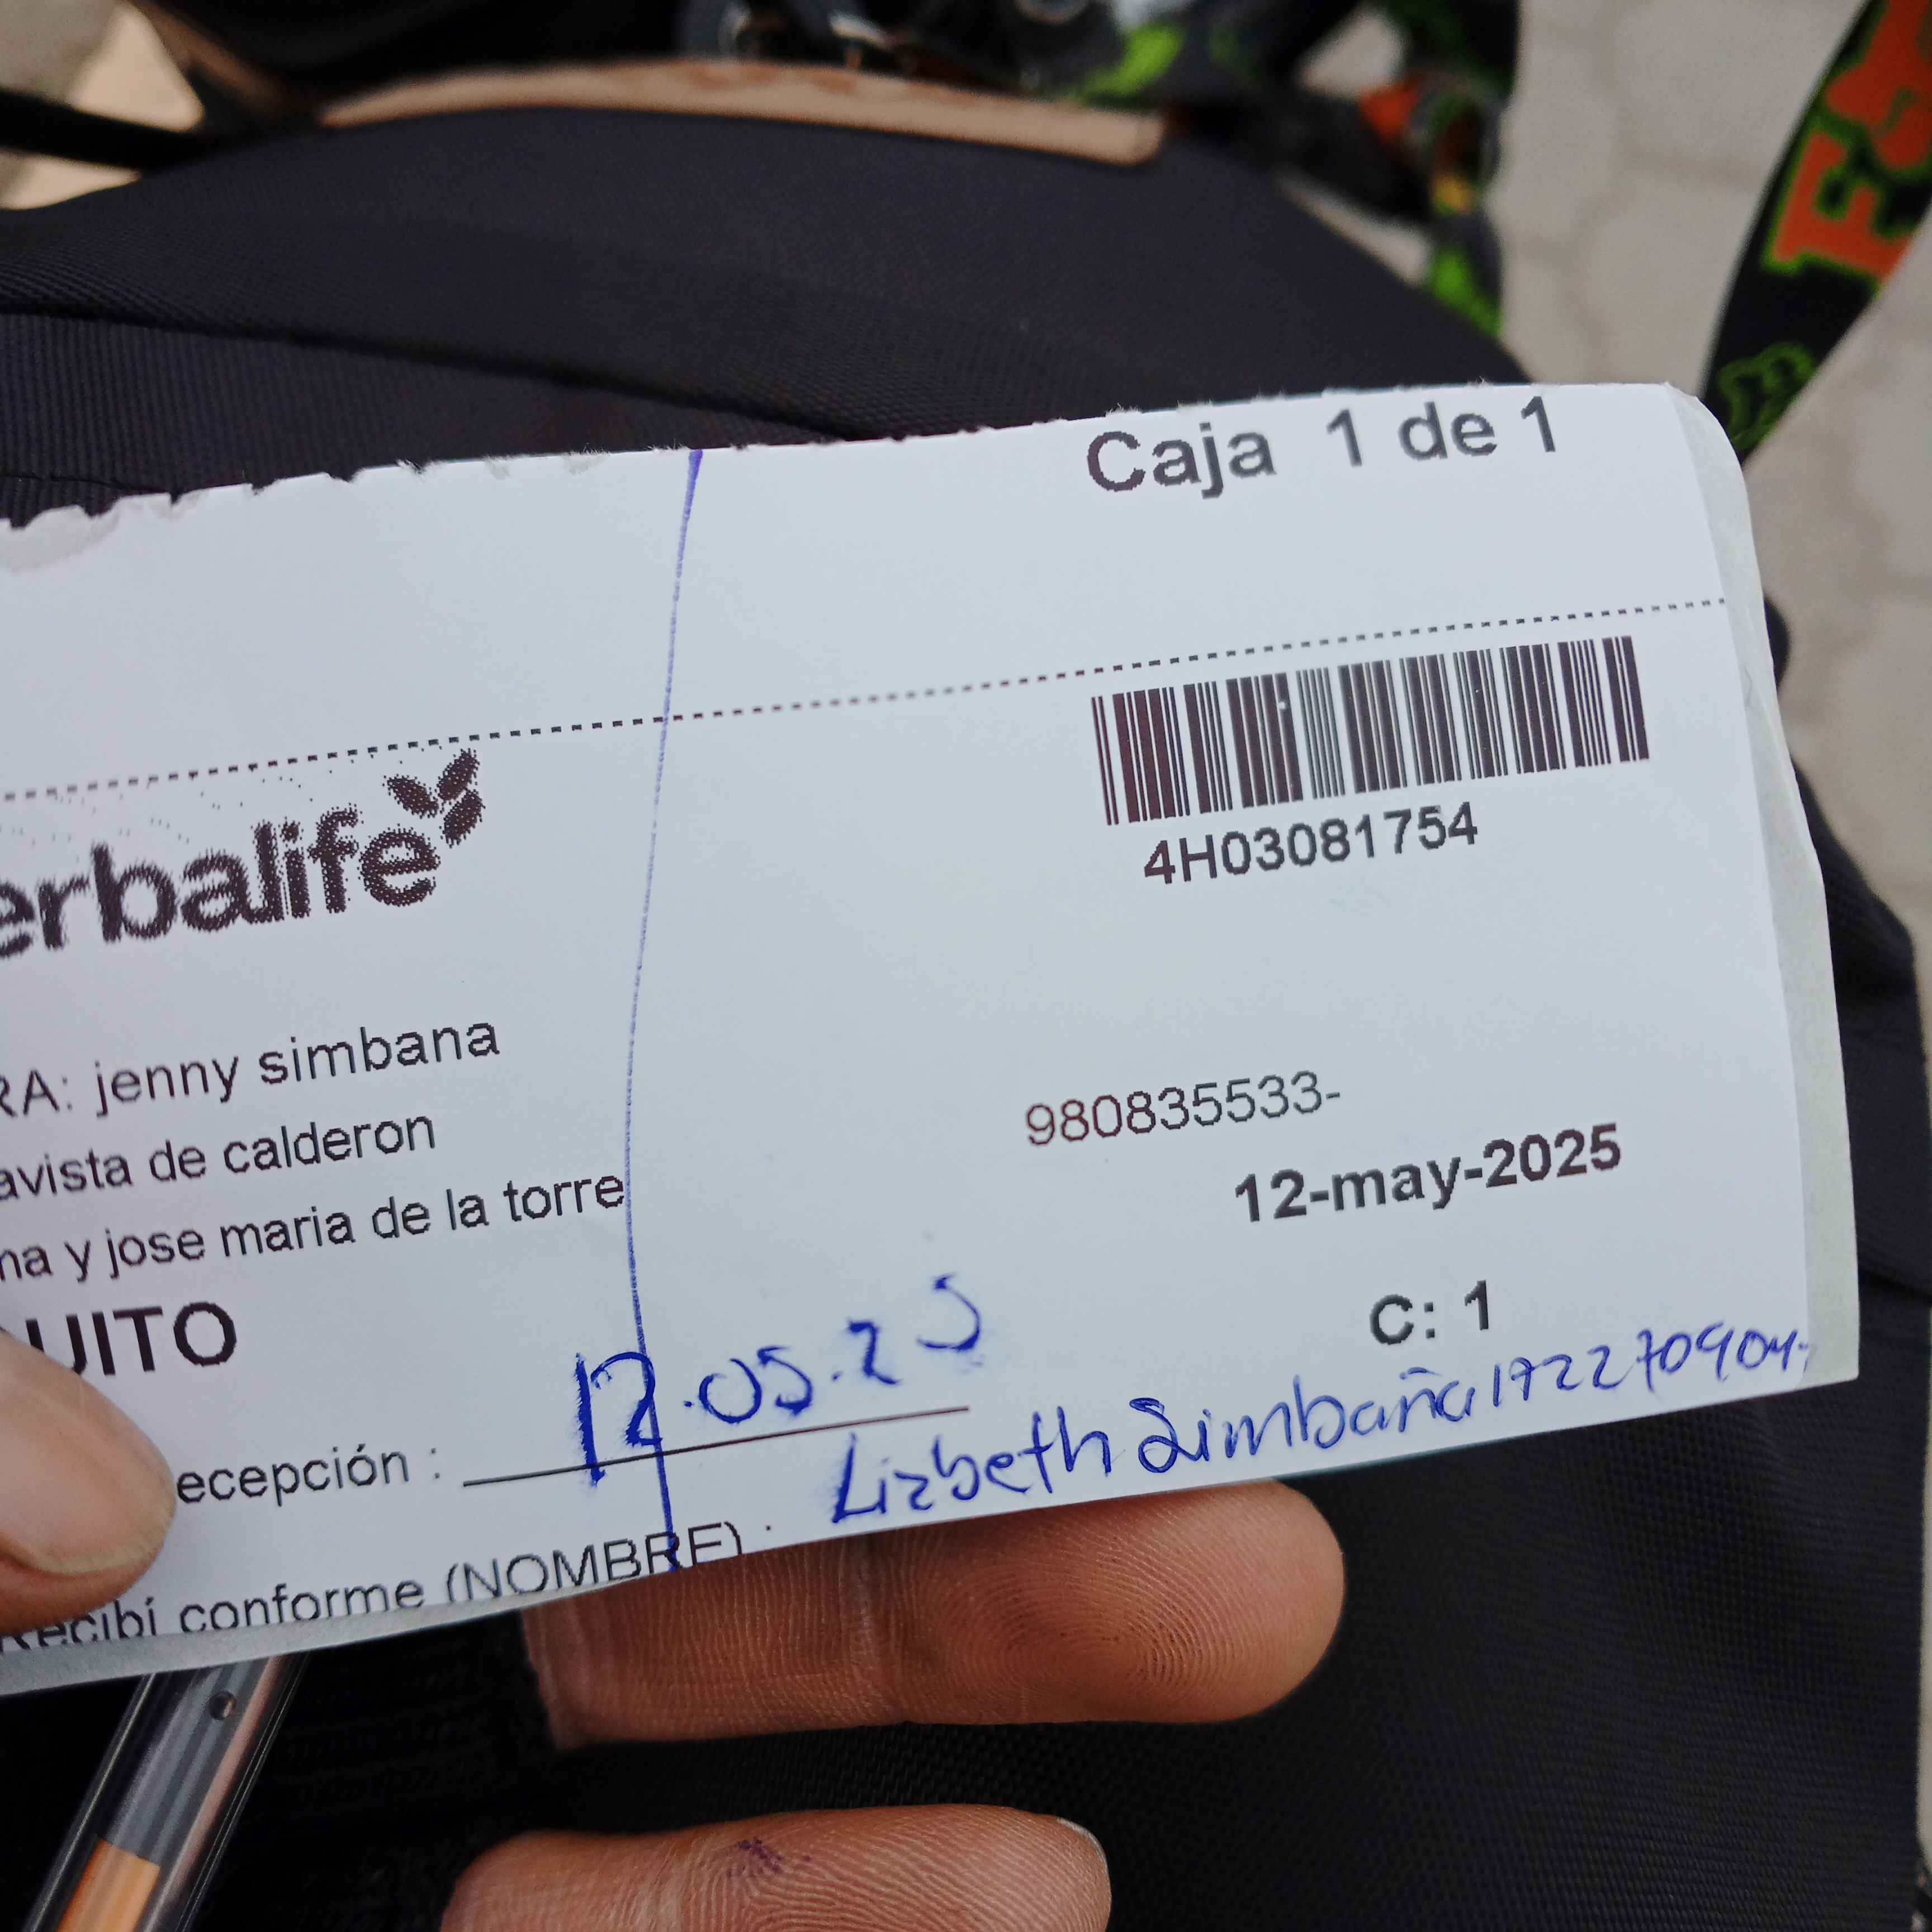 Caja 1 de 1
erbalife
4H03081754
RA: jenny simbana
980835533-
avista de calderon
12-may-2025
na y jose maria de la torre
UITO
C: 1
ecepción : 12.05.25
Recibí conforme (NOMBRE) : Lizbeth Simbaña 172270904-